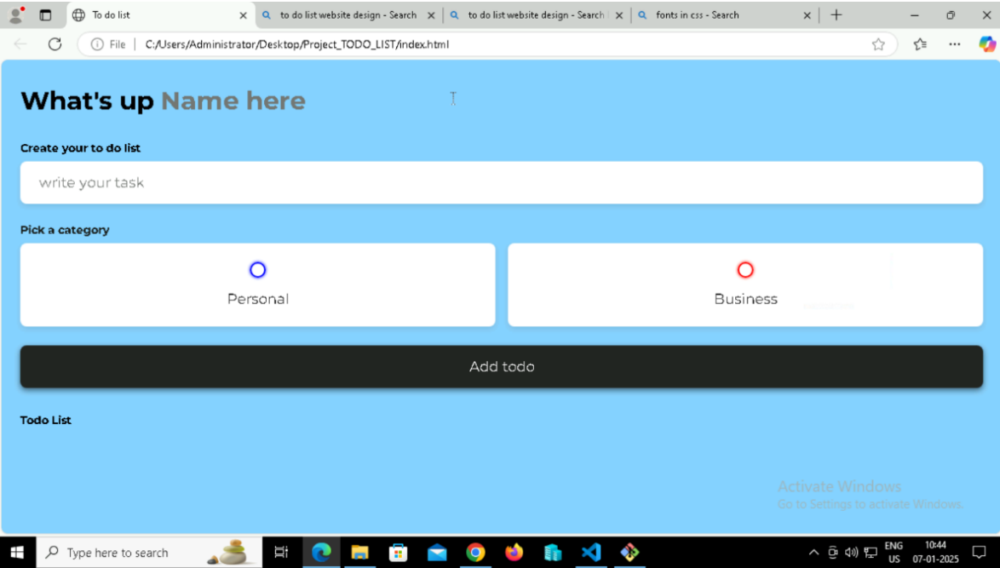 To do list
to do list website design - Search
to do list website design - Search
fonts in css - Search
File
C:/Users/Administrator/Desktop/Project_TODO_LIST/index.html
What's up Name here
Create your to do list
write your task
Pick a category
Personal
Business
Add todo
Todo List
Activate Windows
Go to Settings to activate Windows.
Type here to search
ENG
US
10:44
07-01-2025